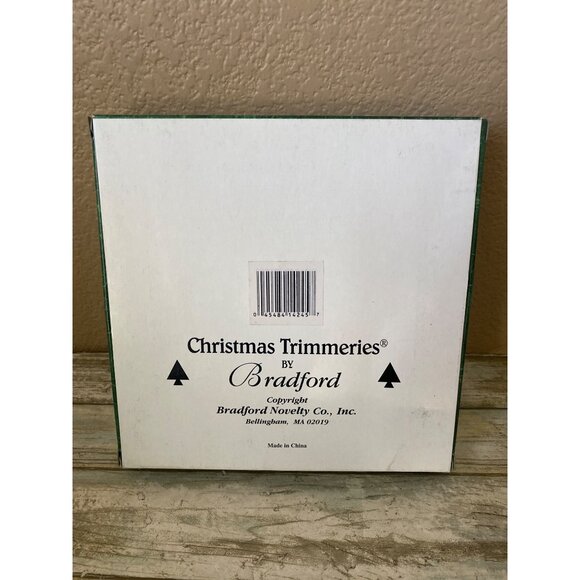 0 45484 14245 7
Christmas Trimmeries®
BY
Bradford
Copyright
Bradford Novelty Co., Inc.
Bellingham, MA 02019
Made in China